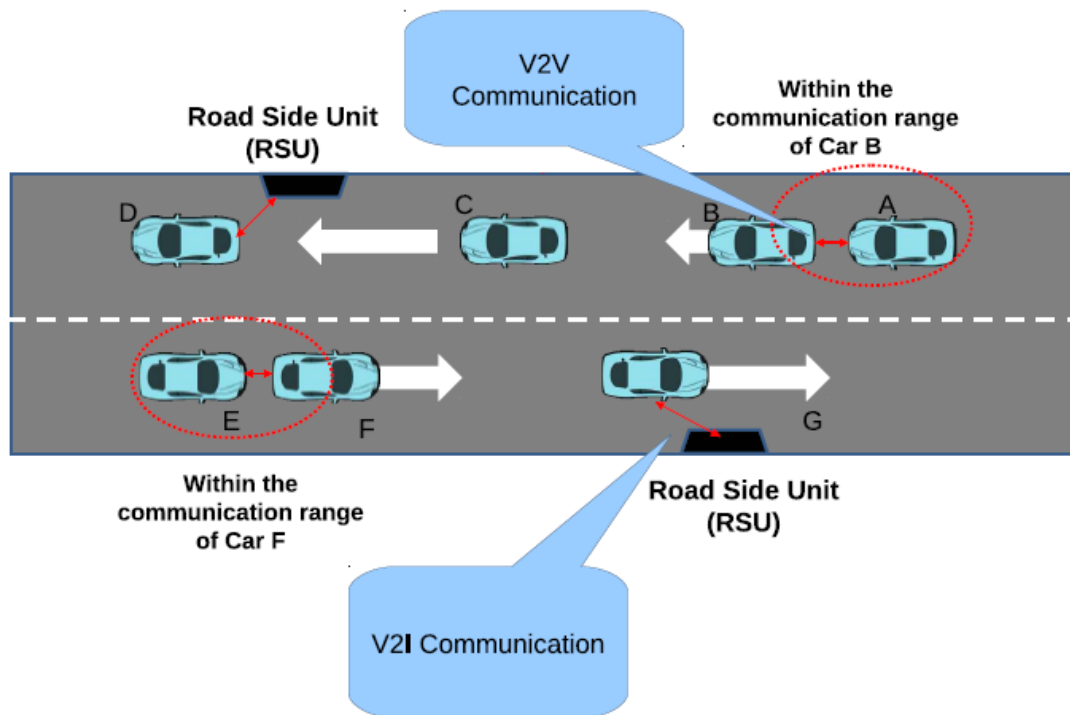 V2V
Communication
Within the
communication range
of Car B
Road Side Unit
(RSU)
D
C
B
A
E
F
G
Within the
communication range
of Car F
Road Side Unit
(RSU)
V2I Communication